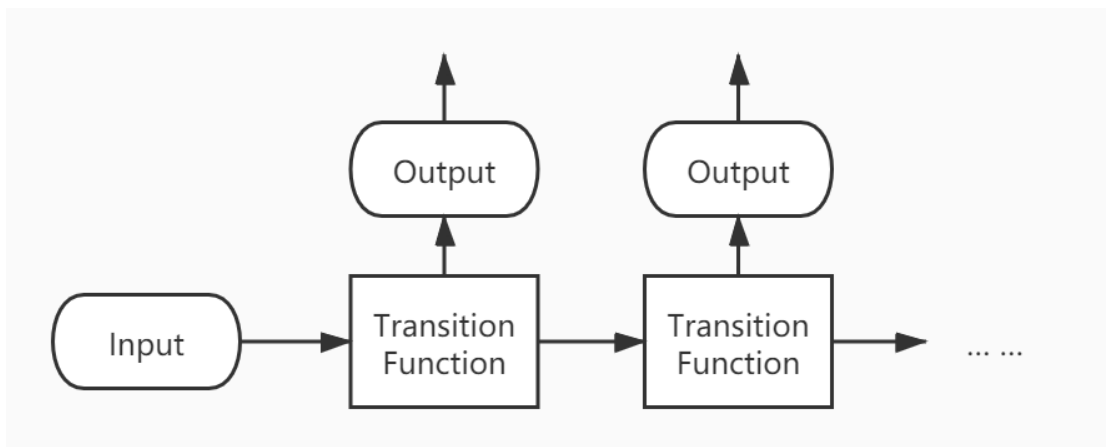 Output
Output
Input
Transition
Function
Transition
Function
... ...